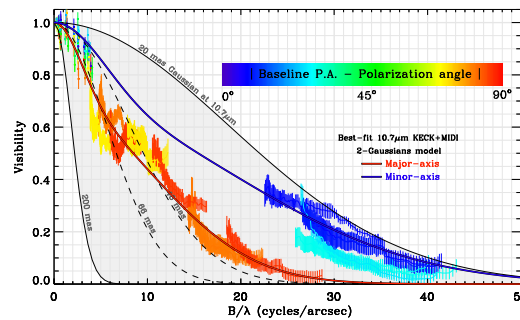 1.0
0.8
0.6
0.4
0.2
0.0
Visibility
20 mas Gaussian at 10.7μm
| Baseline P.A. − Polarization angle |
0° 45° 90°
Best−fit 10.7μm KECK+MIDI
2−Gaussians model
Major−axis
Minor−axis
200 mas
66 mas
mas
0 10 20 30 40 50
B/λ (cycles/arcsec)